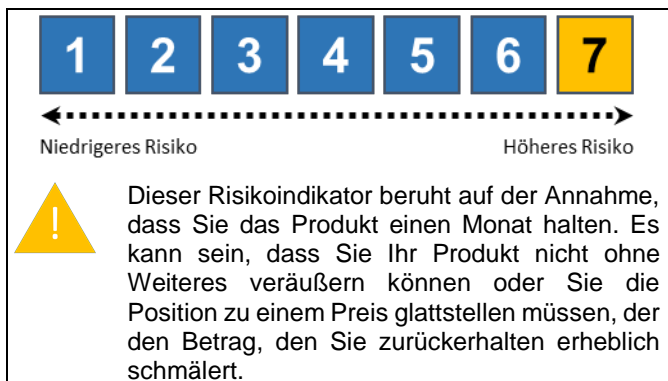 1 2 3 4 5 6 7
Niedrigeres Risiko Höheres Risiko
!
Dieser Risikoindikator beruht auf der Annahme,
dass Sie das Produkt einen Monat halten. Es
kann sein, dass Sie Ihr Produkt nicht ohne
Weiteres veräußern können oder Sie die
Position zu einem Preis glattstellen müssen, der
den Betrag, den Sie zurückerhalten erheblich
schmälert.